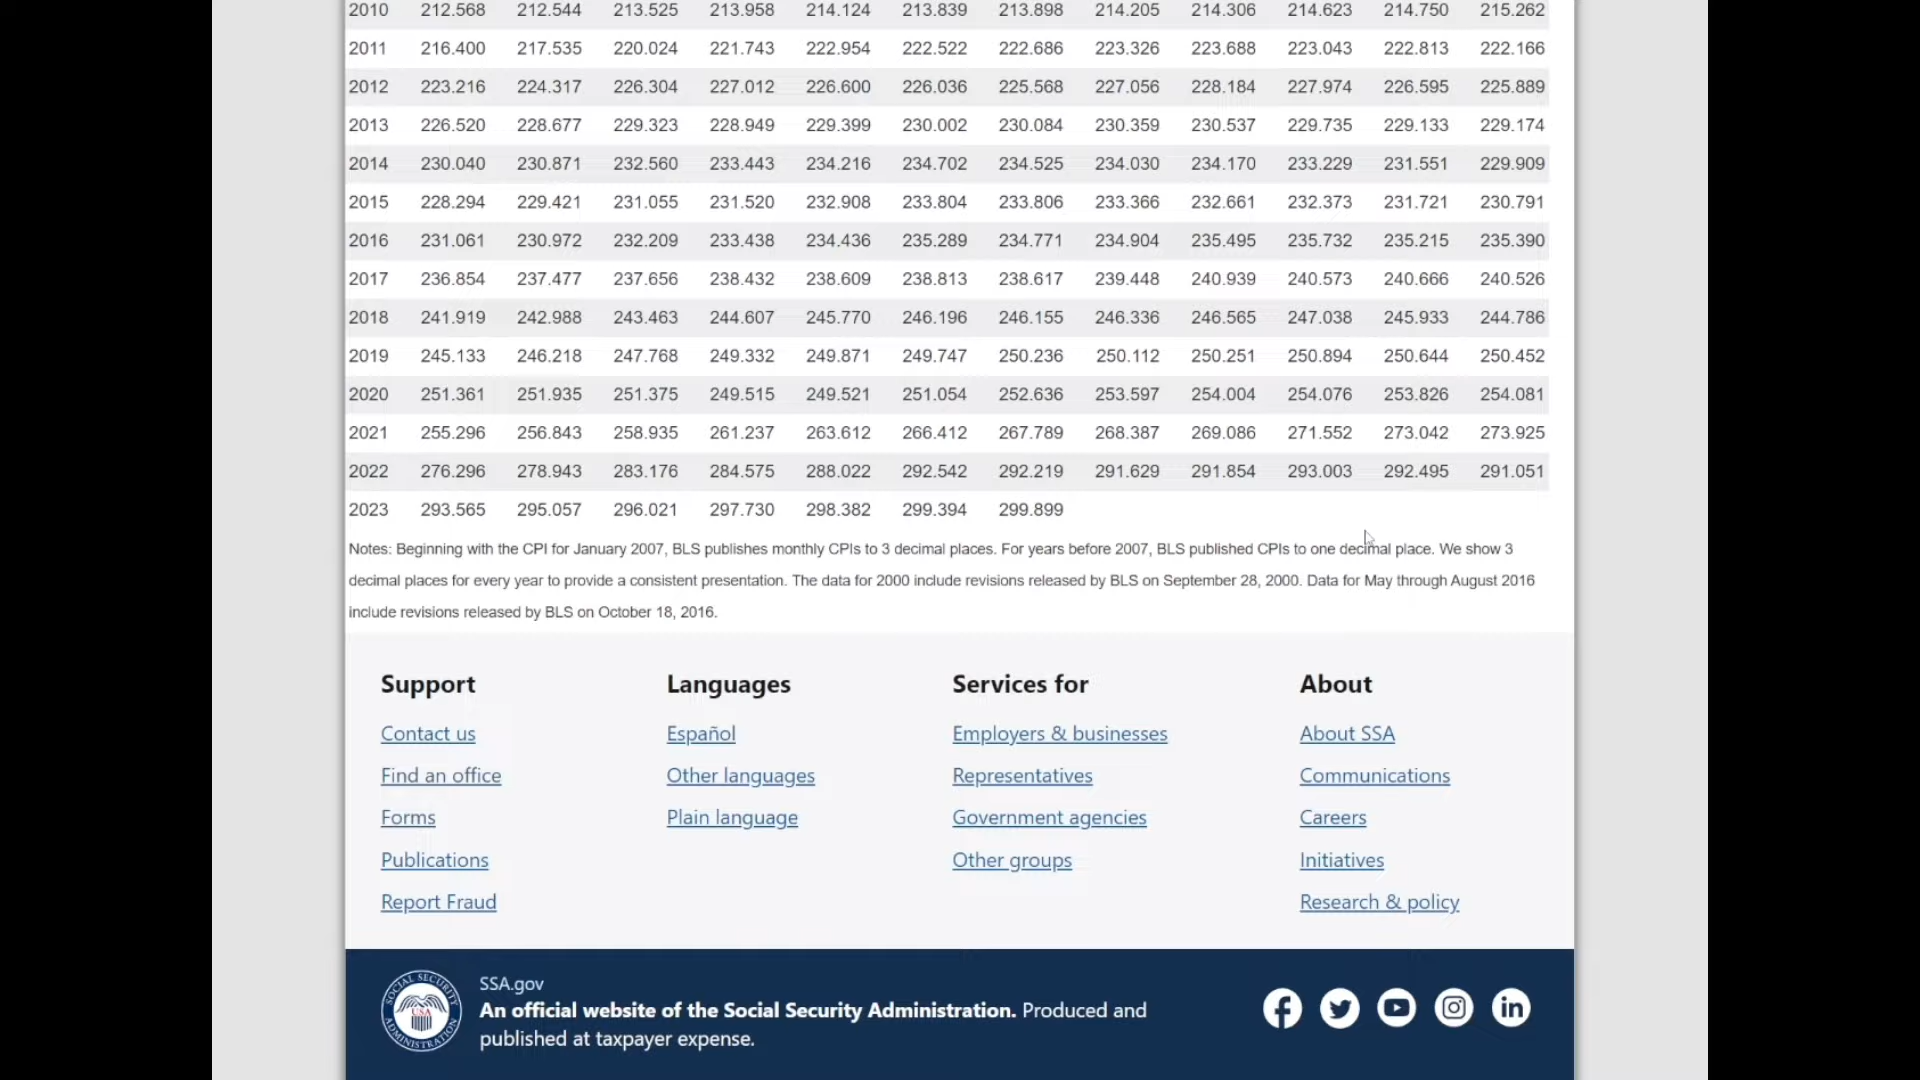 2010 212.568 212.544 213.525 213.958 214.124 213.839 213.898 214.205 214.306 214.623 214.750 215.262
2011 216.400 217.535 220.024 221.743 222.954 222.522 222.686 223.326 223.688 223.043 222.813 222.166
2012 223.216 224.317 226.304 227.012 226.600 226.036 225.568 227.056 228.184 227.974 226.595 225.889
2013 226.520 228.677 229.323 228.949 229.399 230.002 230.084 230.359 230.537 229.735 229.133 229.174
2014 230.040 230.871 232.560 233.443 234.216 234.702 234.525 234.030 234.170 233.229 231.551 229.909
2015 228.294 229.421 231.055 231.520 232.908 233.804 233.806 233.366 232.661 232.373 231.721 230.791
2016 231.061 230.972 232.209 233.438 234.436 235.289 234.771 234.904 235.495 235.732 235.215 235.390
2017 236.854 237.477 237.656 238.432 238.609 238.813 238.617 239.448 240.939 240.573 240.666 240.526
2018 241.919 242.988 243.463 244.607 245.770 246.196 246.155 246.336 246.565 247.038 245.933 244.786
2019 245.133 246.218 247.768 249.332 249.871 249.747 250.236 250.112 250.251 250.894 250.644 250.452
2020 251.361 251.935 251.375 249.515 249.521 251.054 252.636 253.597 254.004 254.076 253.826 254.081
2021 255.296 256.843 258.935 261.237 263.612 266.412 267.789 268.387 269.086 271.552 273.042 273.925
2022 276.296 278.943 283.176 284.575 288.022 292.542 292.219 291.629 291.854 293.003 292.495 291.051
2023 293.565 295.057 296.021 297.730 298.382 299.394 299.899
Notes: Beginning with the CPI for January 2007, BLS publishes monthly CPIs to 3 decimal places. For years before 2007, BLS published CPIs to one decimal place. We show 3
decimal places for every year to provide a consistent presentation. The data for 2000 include revisions released by BLS on September 28, 2000. Data for May through August 2016
include revisions released by BLS on October 18, 2016.
Support
Contact us
Find an office
Forms
Publications
Report Fraud
Languages
Español
Other languages
Plain language
Services for
Employers & businesses
Representatives
Government agencies
Other groups
About
About SSA
Communications
Careers
Initiatives
Research & policy
SOCIAL SECURITY
USA
ADMINISTRATION
SSA.gov
An official website of the Social Security Administration. Produced and
published at taxpayer expense.